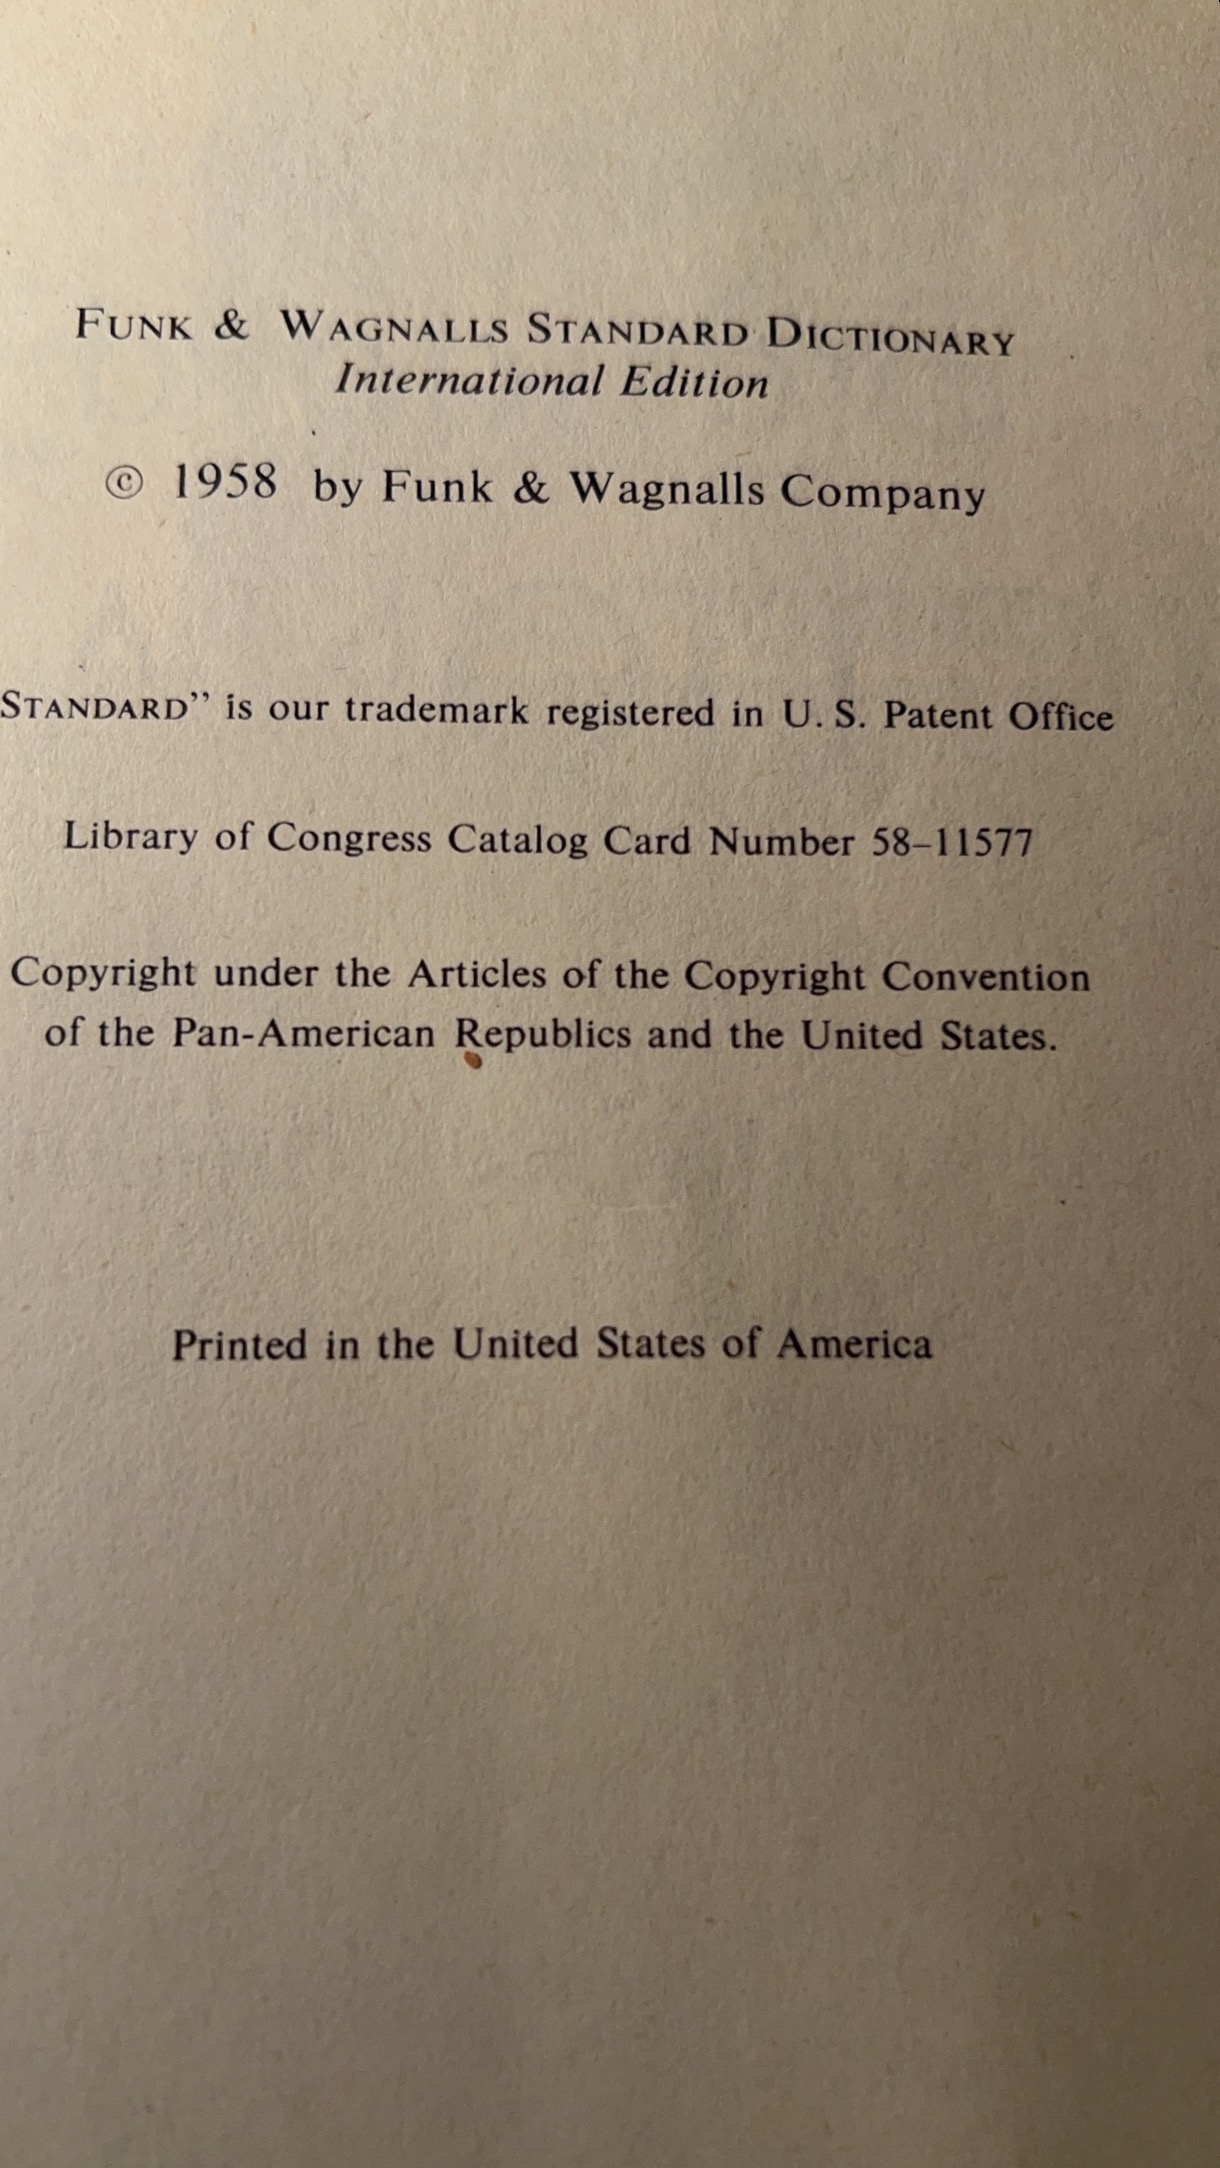 FUNK & WAGNALLS STANDARD DICTIONARY
International Edition
© 1958 by Funk & Wagnalls Company
STANDARD” is our trademark registered in U. S. Patent Office
Library of Congress Catalog Card Number 58–11577
Copyright under the Articles of the Copyright Convention
of the Pan-American Republics and the United States.
Printed in the United States of America